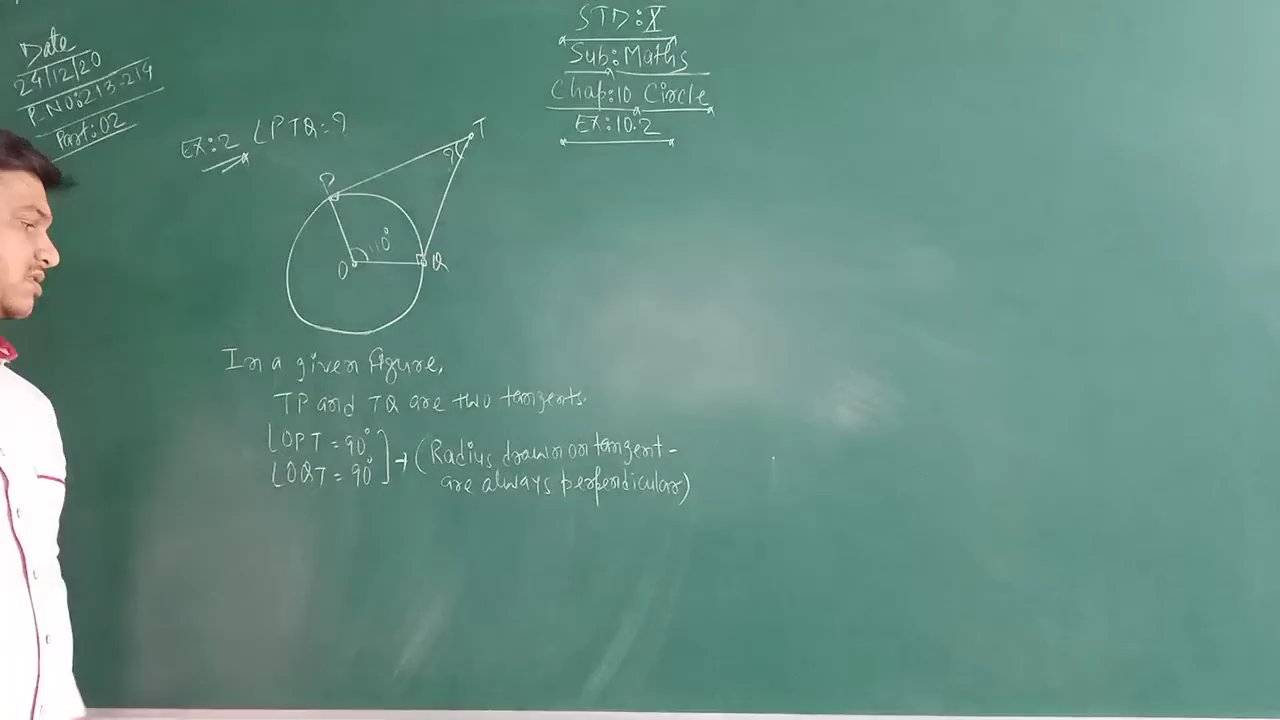 Date
24/12/20
P.NO:213-214
Part:02
STD:X
Sub:Maths
Chap:10 Circle
EX:10.2
EX:2 ∠PTQ=?
T
?
P
110°
O
Q
In a given figure,
TP and TQ are two tangents.
∠OPT = 90°
∠OQT = 90°
→ (Radius drawn on tangent -
are always perpendicular)